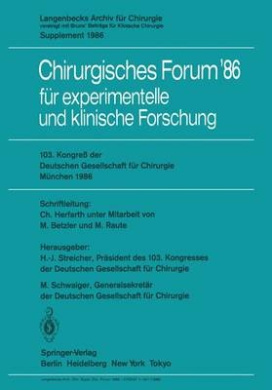 Langenbecks Archiv für Chirurgie
vereinigt mit Bruns' Beiträge für Klinische Chirurgie
Supplement 1986
Chirurgisches Forum '86
für experimentelle
und klinische Forschung
103. Kongreß der
Deutschen Gesellschaft für Chirurgie
München 1986
Schriftleitung:
Ch. Herfarth unter Mitarbeit von
M. Betzler und M. Raute
Herausgeber:
H.-J. Streicher, Präsident des 103. Kongresses
der Deutschen Gesellschaft für Chirurgie
M. Schwaiger, Generalsekretär
der Deutschen Gesellschaft für Chirurgie
Springer-Verlag
Berlin Heidelberg New York Tokyo